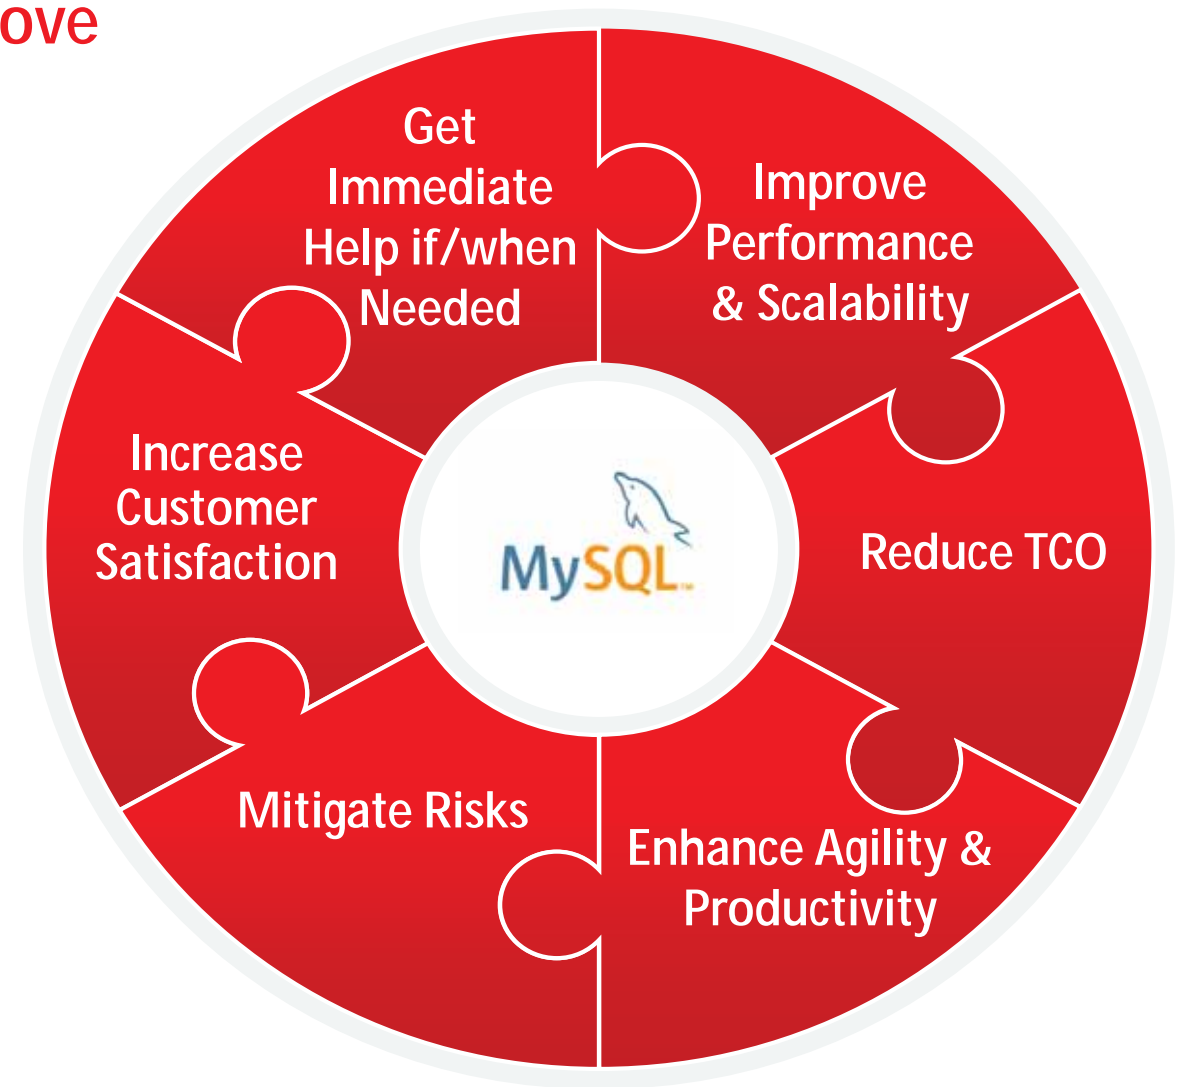 ove
Get
Immediate
Help if/when
Needed
Improve
Performance
& Scalability
Increase
Customer
Satisfaction
MySQL™
Reduce TCO
Mitigate Risks
Enhance Agility &
Productivity